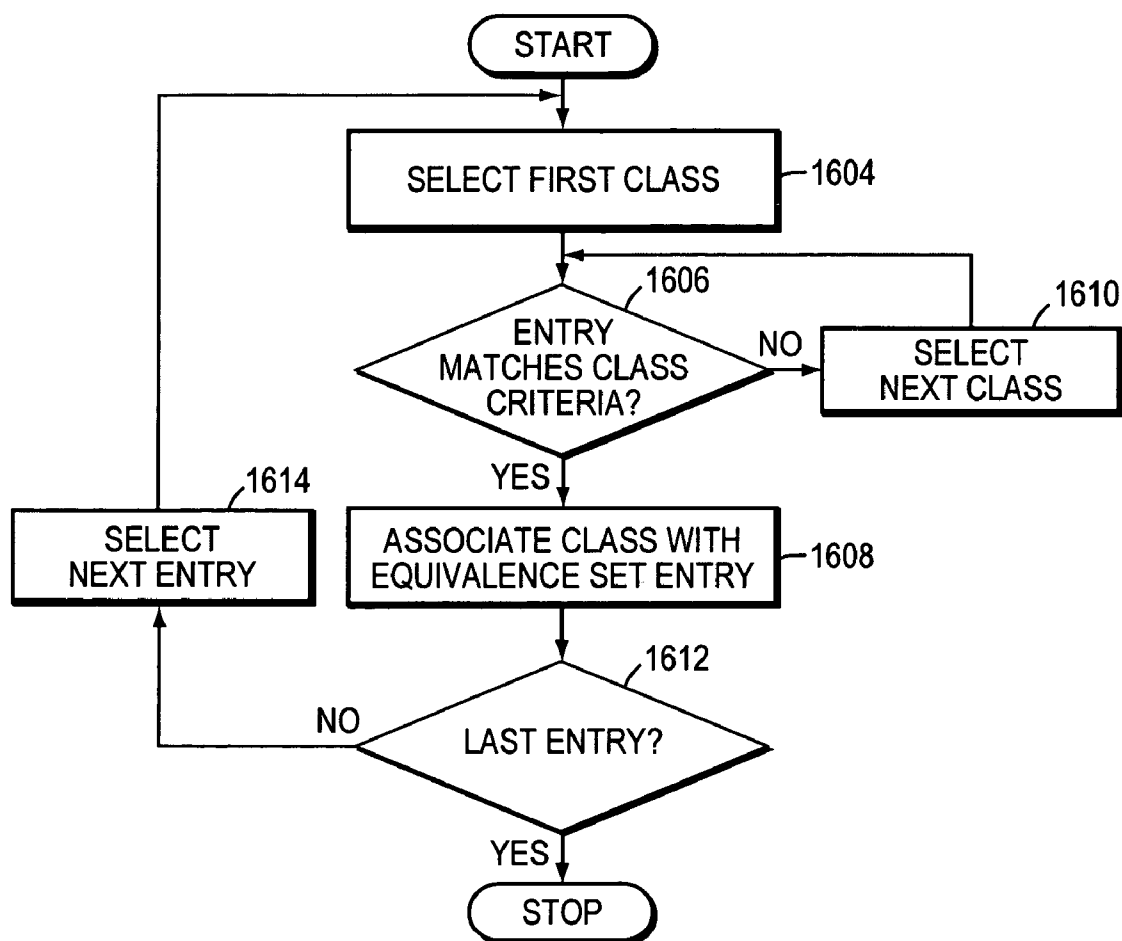 START
SELECT FIRST CLASS
1604
1606
ENTRY
MATCHES CLASS
CRITERIA?
NO
1610
SELECT
NEXT CLASS
YES
1614
SELECT
NEXT ENTRY
ASSOCIATE CLASS WITH
EQUIVALENCE SET ENTRY
1608
1612
NO
LAST ENTRY?
YES
STOP